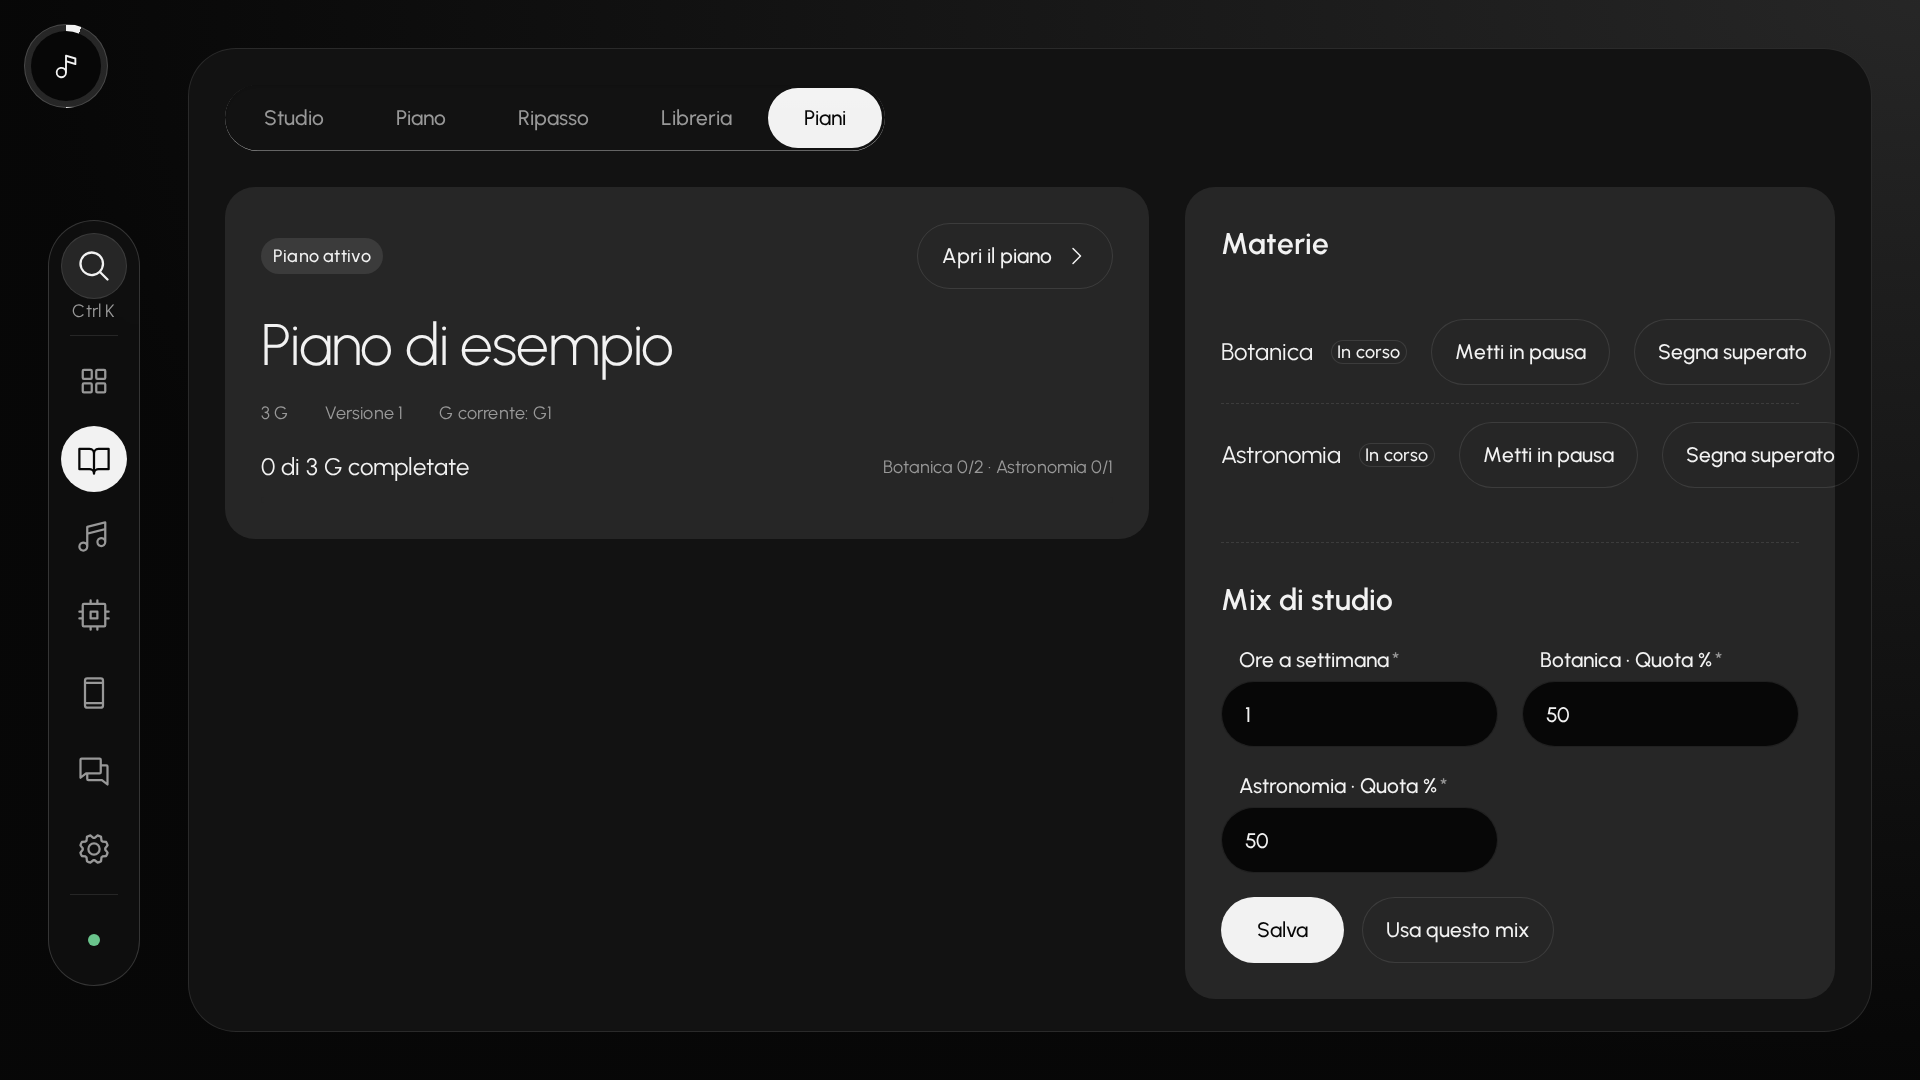 Studio
Piano
Ripasso
Libreria
Piani
Ctrl K
Piano attivo
Apri il piano
Piano di esempio
3 G
Versione 1
G corrente: G1
0 di 3 G completate
Botanica 0/2 · Astronomia 0/1
Materie
Botanica
In corso
Metti in pausa
Segna superato
Astronomia
In corso
Metti in pausa
Segna superato
Mix di studio
Ore a settimana*
1
Botanica · Quota %*
50
Astronomia · Quota %*
50
Salva
Usa questo mix